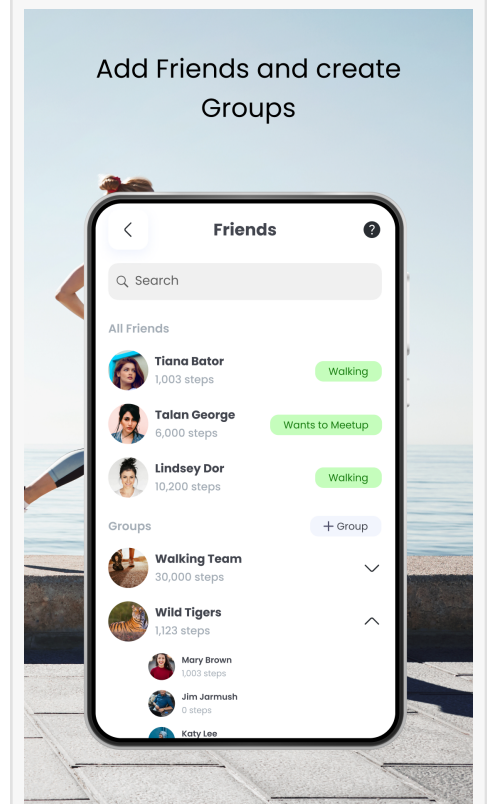 Add Friends and create
Groups
Friends
?
Search
All Friends
Tiana Bator
1,003 steps
Walking
Talan George
6,000 steps
Wants to Meetup
Lindsey Dor
10,200 steps
Walking
Groups
+ Group
Walking Team
30,000 steps
Wild Tigers
1,123 steps
Mary Brown
1,003 steps
Jim Jarmush
0 steps
Katy Lee